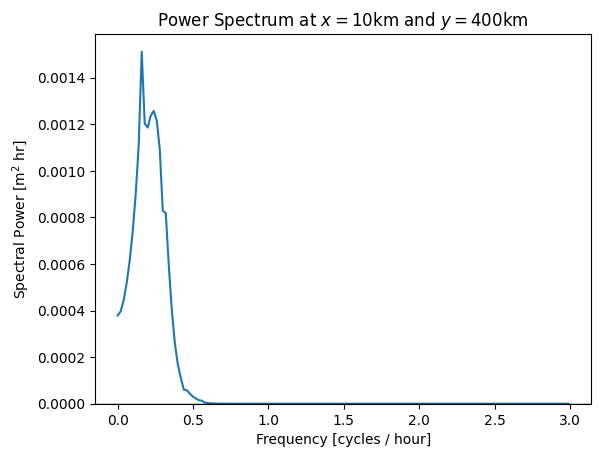 Power Spectrum at x = 10km and y = 400km
0.0014
0.0012
0.0010
0.0008
0.0006
0.0004
0.0002
0.0000
Spectral Power [m² hr]
0.0 0.5 1.0 1.5 2.0 2.5 3.0
Frequency [cycles / hour]